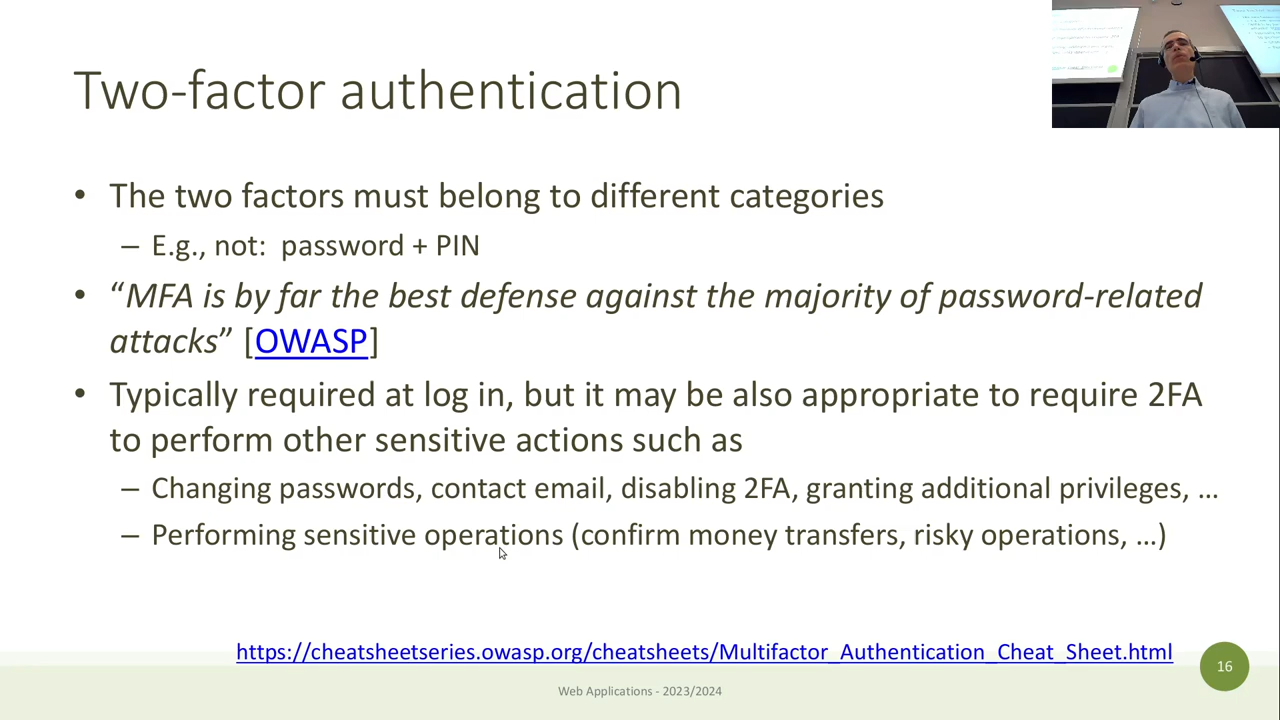 Two-factor authentication
• The two factors must belong to different categories
– E.g., not: password + PIN
• “MFA is by far the best defense against the majority of password-related
attacks” [OWASP]
• Typically required at log in, but it may be also appropriate to require 2FA
to perform other sensitive actions such as
– Changing passwords, contact email, disabling 2FA, granting additional privileges, …
– Performing sensitive operations (confirm money transfers, risky operations, …)
https://cheatsheetseries.owasp.org/cheatsheets/Multifactor_Authentication_Cheat_Sheet.html
16
Web Applications - 2023/2024